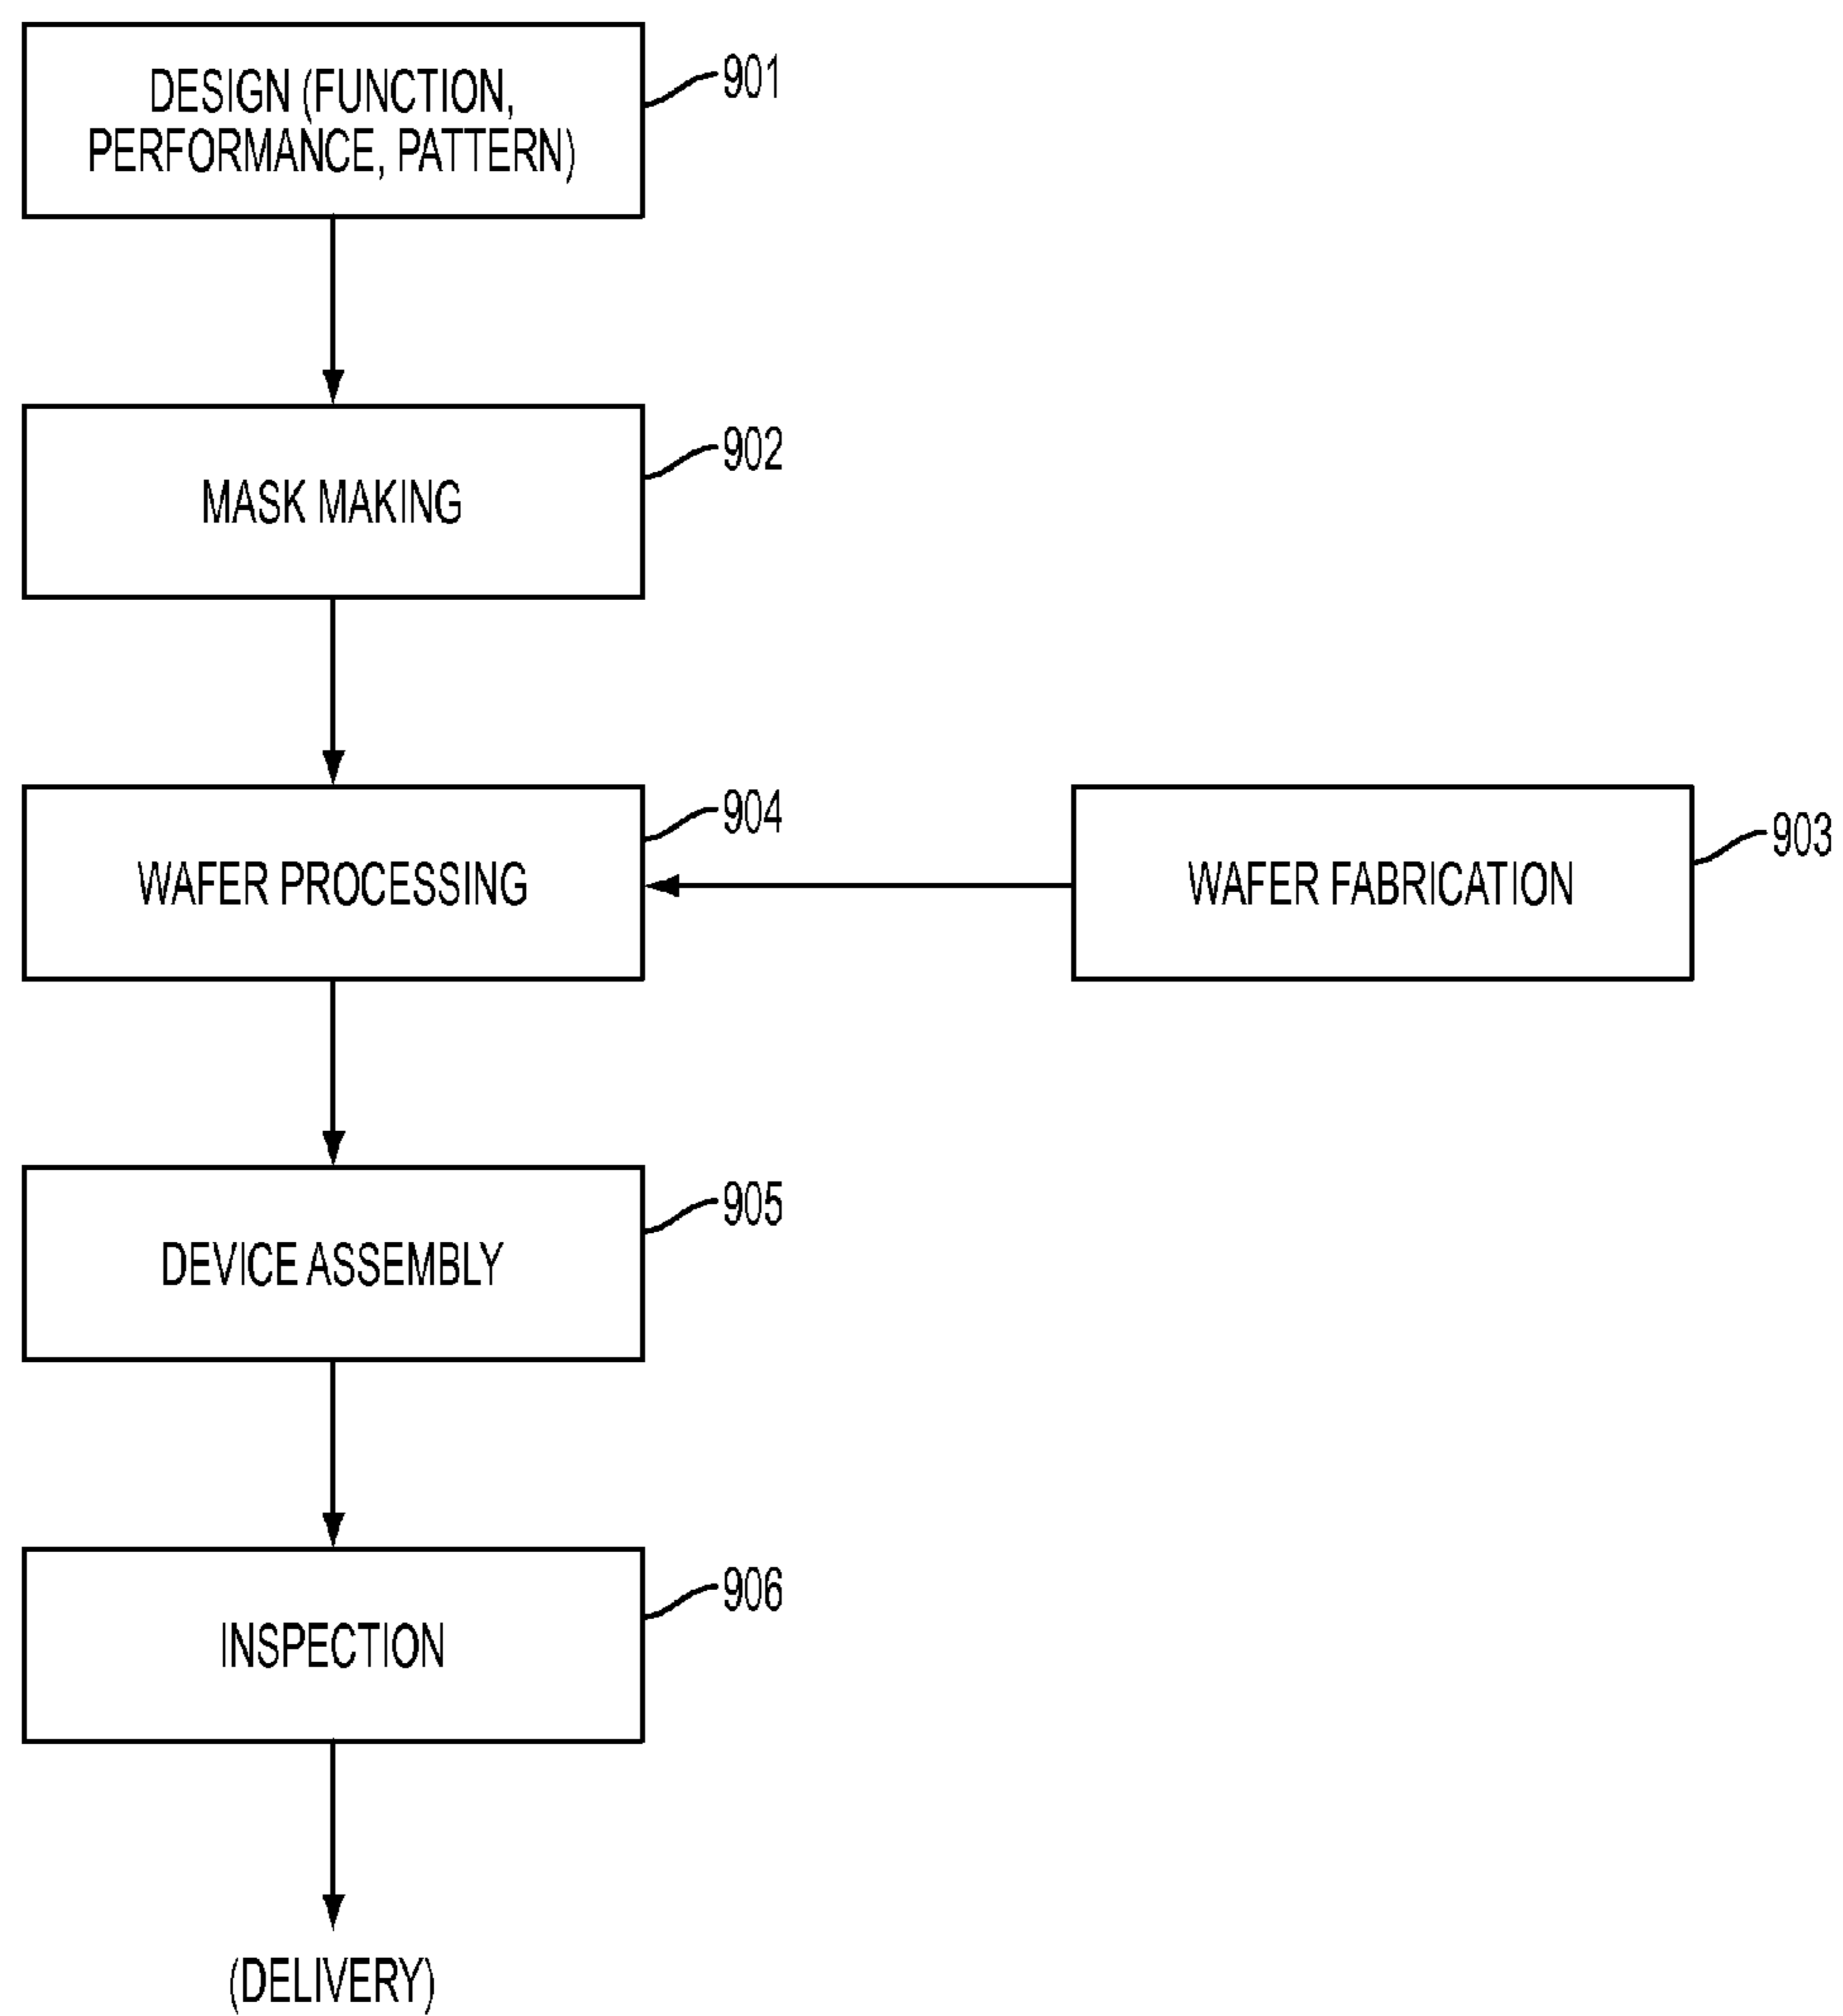 DESIGN (FUNCTION,
PERFORMANCE, PATTERN)
901
MASK MAKING
902
WAFER PROCESSING
904
WAFER FABRICATION
903
DEVICE ASSEMBLY
905
INSPECTION
906
(DELIVERY)